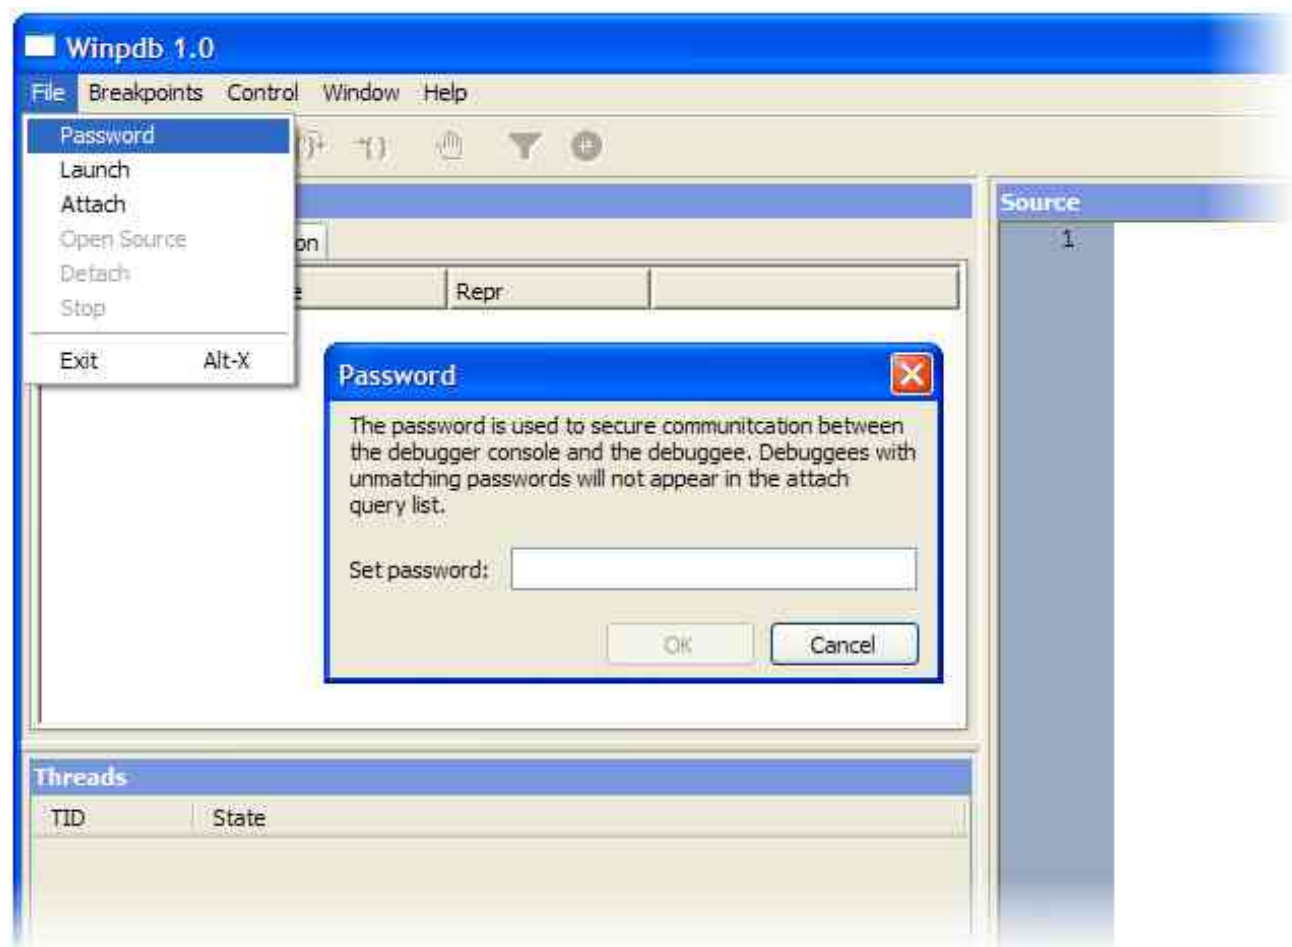 Winpdb 1.0
File Breakpoints Control Window Help
Password
Launch
Attach
Open Source
Detach
Stop
Exit Alt-X
on
Repr
Source
1
Password
The password is used to secure communitcation between
the debugger console and the debuggee. Debuggees with
unmatching passwords will not appear in the attach
query list.
Set password:
OK Cancel
Threads
TID State